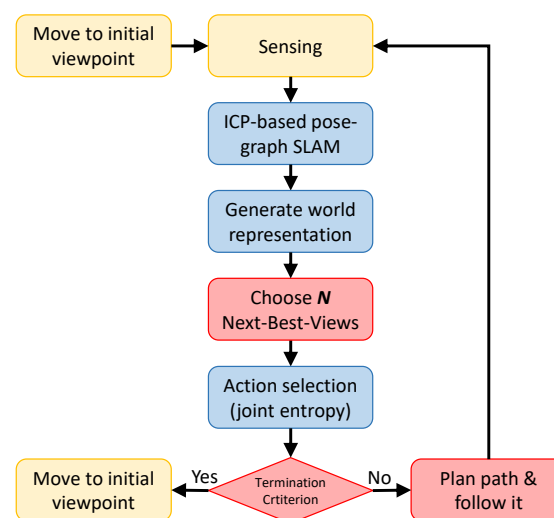 Move to initial
viewpoint
Sensing
ICP-based pose-
graph SLAM
Generate world
representation
Choose N
Next-Best-Views
Action selection
(joint entropy)
Move to initial
viewpoint
Yes
Termination
Crtiterion
No
Plan path &
follow it